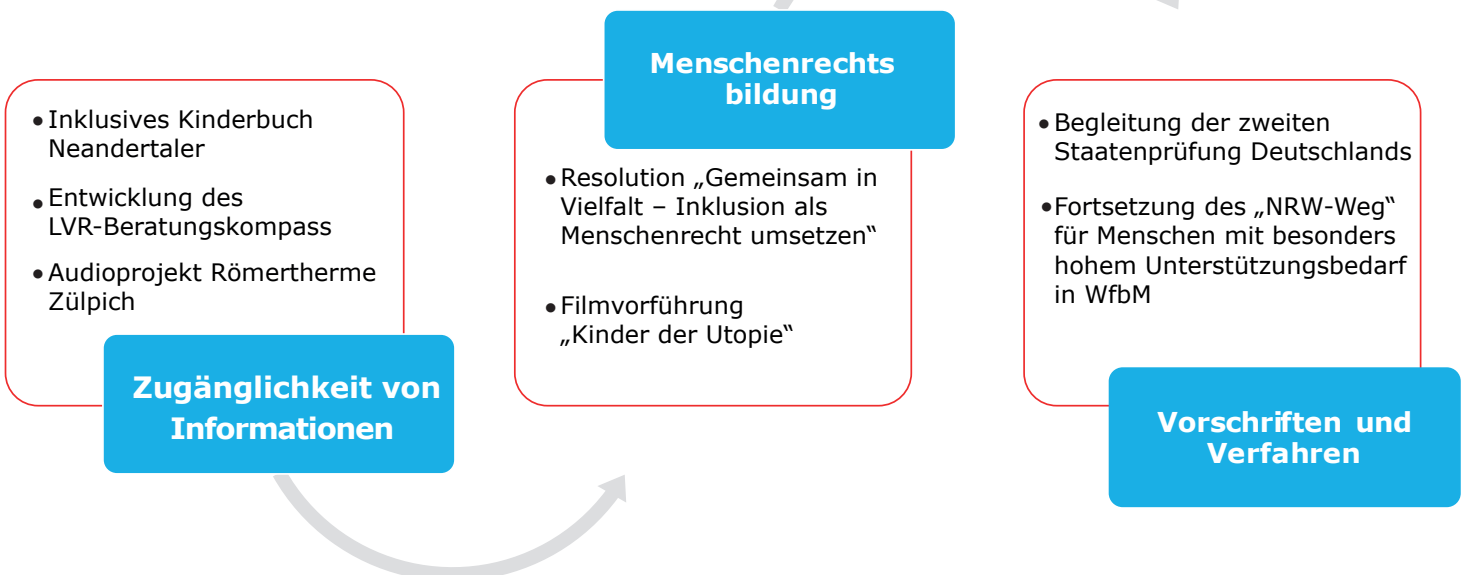 • Inklusives Kinderbuch
Neandertaler
• Entwicklung des
LVR-Beratungskompass
• Audioprojekt Römertherme
Zülpich
Zugänglichkeit von
Informationen
Menschenrechts
bildung
• Resolution „Gemeinsam in
Vielfalt – Inklusion als
Menschenrecht umsetzen“
• Filmvorführung
„Kinder der Utopie“
• Begleitung der zweiten
Staatenprüfung Deutschlands
• Fortsetzung des „NRW-Weg“
für Menschen mit besonders
hohem Unterstützungsbedarf
in WfbM
Vorschriften und
Verfahren